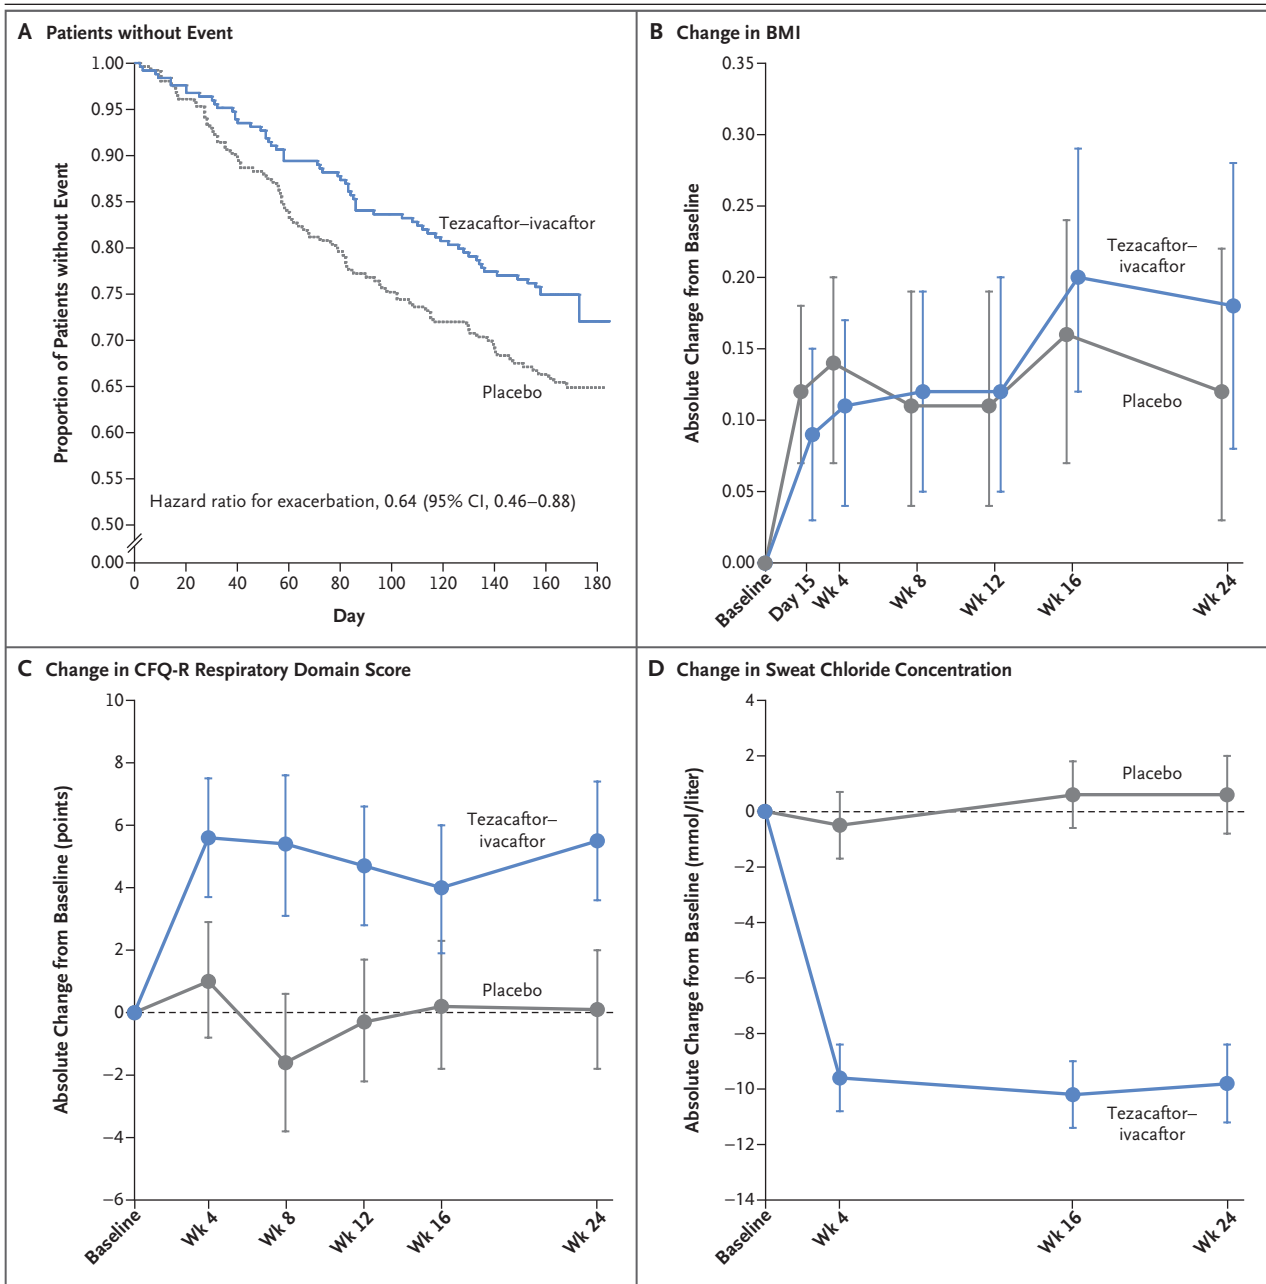 A Patients without Event
Proportion of Patients without Event
1.00
0.95
0.90
0.85
0.80
0.75
0.70
0.65
0.60
0.55
0.50
0.00
Tezacaftor–ivacaftor
Placebo
Hazard ratio for exacerbation, 0.64 (95% CI, 0.46–0.88)
0 20 40 60 80 100 120 140 160 180
Day
B Change in BMI
Absolute Change from Baseline
0.35
0.30
0.25
0.20
0.15
0.10
0.05
0.00
Tezacaftor–
ivacaftor
Placebo
Baseline Day 15 Wk 4 Wk 8 Wk 12 Wk 16 Wk 24
C Change in CFQ-R Respiratory Domain Score
Absolute Change from Baseline (points)
10
8
6
4
2
0
−2
−4
−6
Tezacaftor–
ivacaftor
Placebo
Baseline Wk 4 Wk 8 Wk 12 Wk 16 Wk 24
D Change in Sweat Chloride Concentration
Absolute Change from Baseline (mmol/liter)
4
2
0
−2
−4
−6
−8
−10
−12
−14
Placebo
Tezacaftor–
ivacaftor
Baseline Wk 4 Wk 16 Wk 24